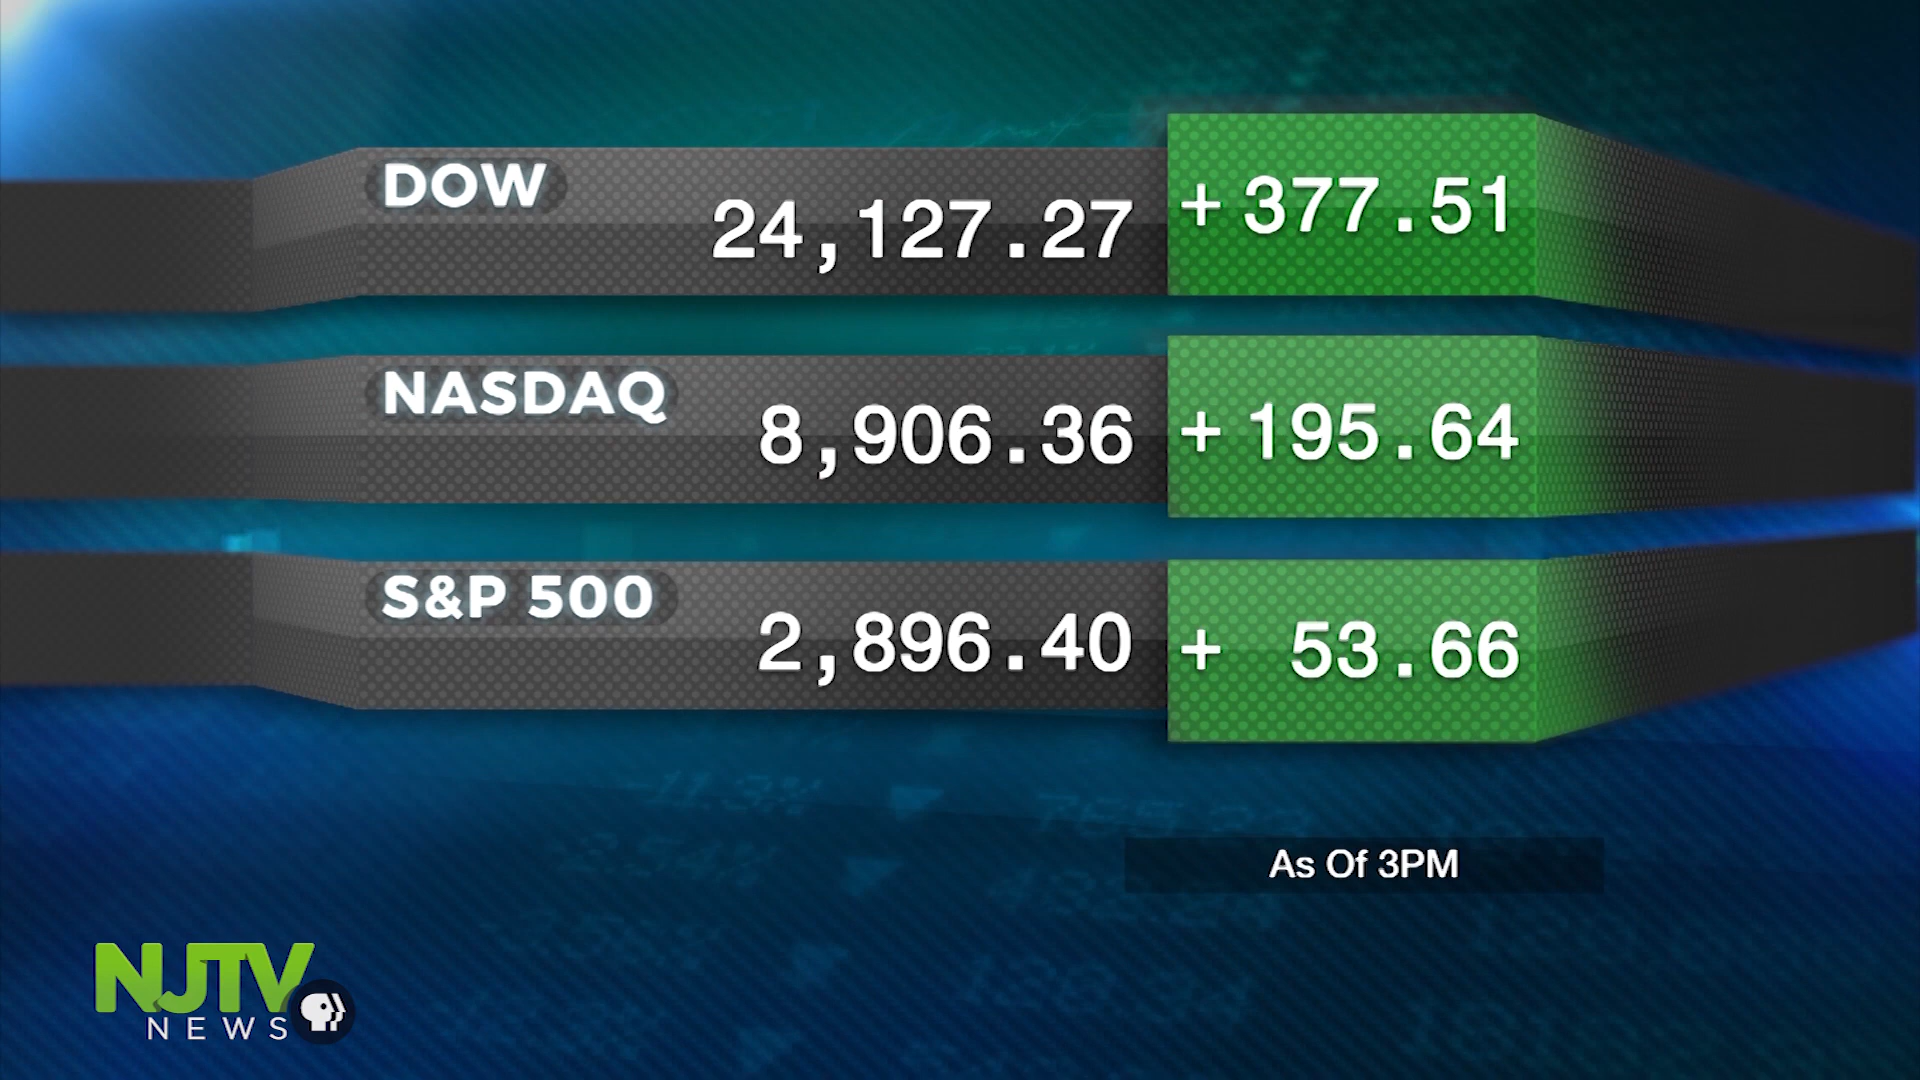 DOW
24,127.27 +377.51
NASDAQ
8,906.36 +195.64
S&P 500
2,896.40 + 53.66
As Of 3PM
NJTV
NEWS